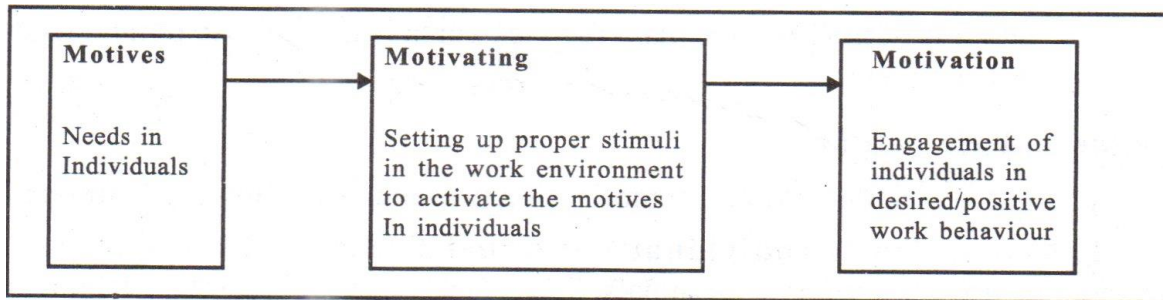 Motives
Needs in
Individuals
Motivating
Setting up proper stimuli
in the work environment
to activate the motives
In individuals
Motivation
Engagement of
individuals in
desired/positive
work behaviour